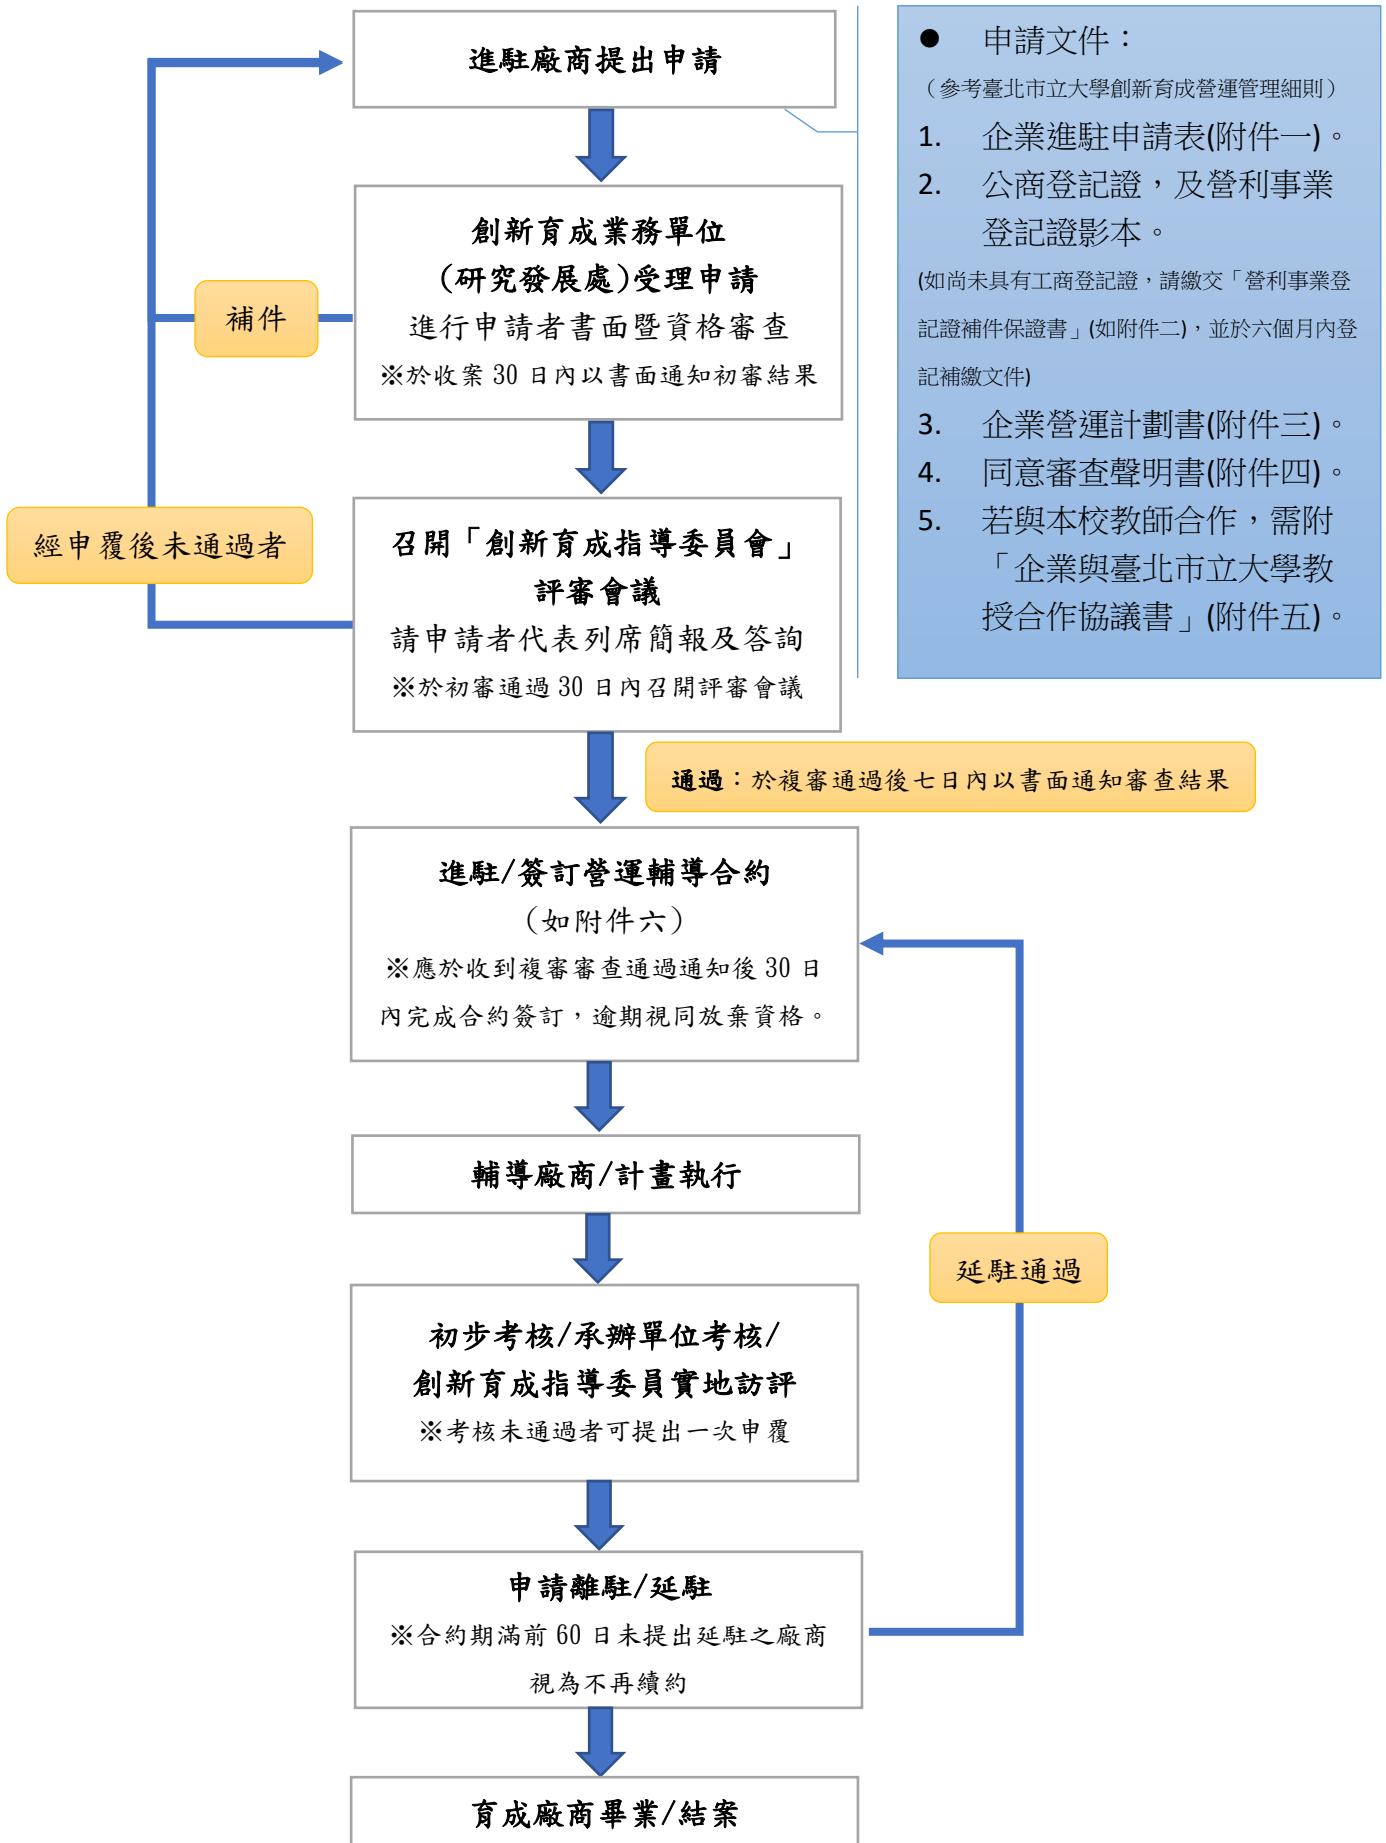 進駐廠商提出申請
創新育成業務單位
(研究發展處)受理申請
進行申請者書面暨資格審查
※於收案 30 日內以書面通知初審結果
補件
經申覆後未通過者
召開「創新育成指導委員會」
評審會議
請申請者代表列席簡報及答詢
※於初審通過 30 日內召開評審會議
● 申請文件：
（參考臺北市立大學創新育成營運管理細則）
1. 企業進駐申請表(附件一)。
2. 公商登記證，及營利事業
登記證影本。
(如尚未具有工商登記證，請繳交「營利事業登
記證補件保證書」(如附件二)，並於六個月內登
記補繳文件)
3. 企業營運計劃書(附件三)。
4. 同意審查聲明書(附件四)。
5. 若與本校教師合作，需附
「企業與臺北市立大學教
授合作協議書」(附件五)。
通過：於複審通過後七日內以書面通知審查結果
進駐/簽訂營運輔導合約
（如附件六）
※應於收到複審審查通過通知後 30 日
內完成合約簽訂，逾期視同放棄資格。
輔導廠商/計畫執行
延駐通過
初步考核/承辦單位考核/
創新育成指導委員實地訪評
※考核未通過者可提出一次申覆
申請離駐/延駐
※合約期滿前 60 日未提出延駐之廠商
視為不再續約
育成廠商畢業/結案